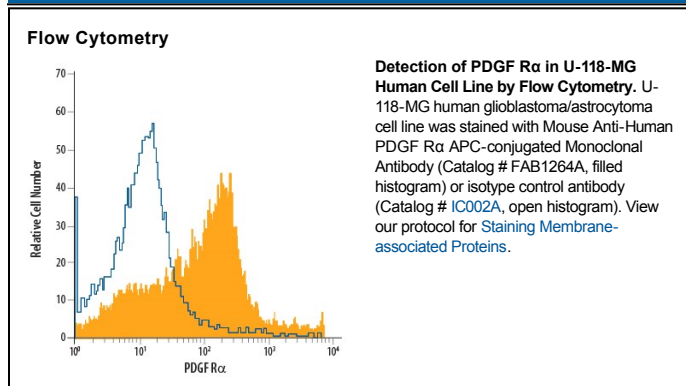 Flow Cytometry
70
60
50
40
30
20
10
0
Relative Cell Number
10⁰
10¹
10²
10³
10⁴
PDGF Rα
Detection of PDGF Rα in U-118-MG
Human Cell Line by Flow Cytometry. U-
118-MG human glioblastoma/astrocytoma
cell line was stained with Mouse Anti-Human
PDGF Rα APC-conjugated Monoclonal
Antibody (Catalog # FAB1264A, filled
histogram) or isotype control antibody
(Catalog # IC002A, open histogram). View
our protocol for Staining Membrane-
associated Proteins.